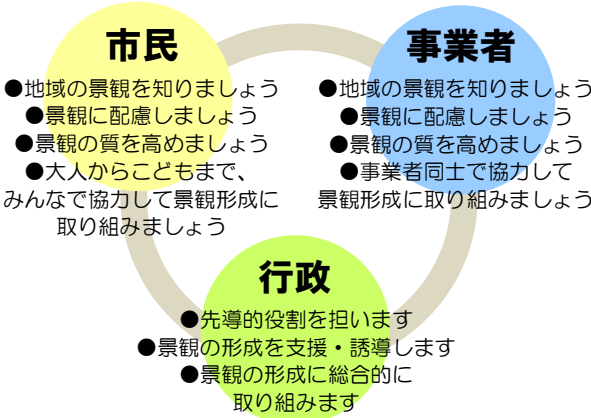 市民
●地域の景観を知りましょう
●景観に配慮しましょう
●景観の質を高めましょう
●大人からこどもまで、
みんなで協力して景観形成に
取り組みましょう
事業者
●地域の景観を知りましょう
●景観に配慮しましょう
●景観の質を高めましょう
●事業者同士で協力して
景観形成に取り組みましょう
行政
●先導的役割を担います
●景観の形成を支援・誘導します
●景観の形成に総合的に
取り組みます